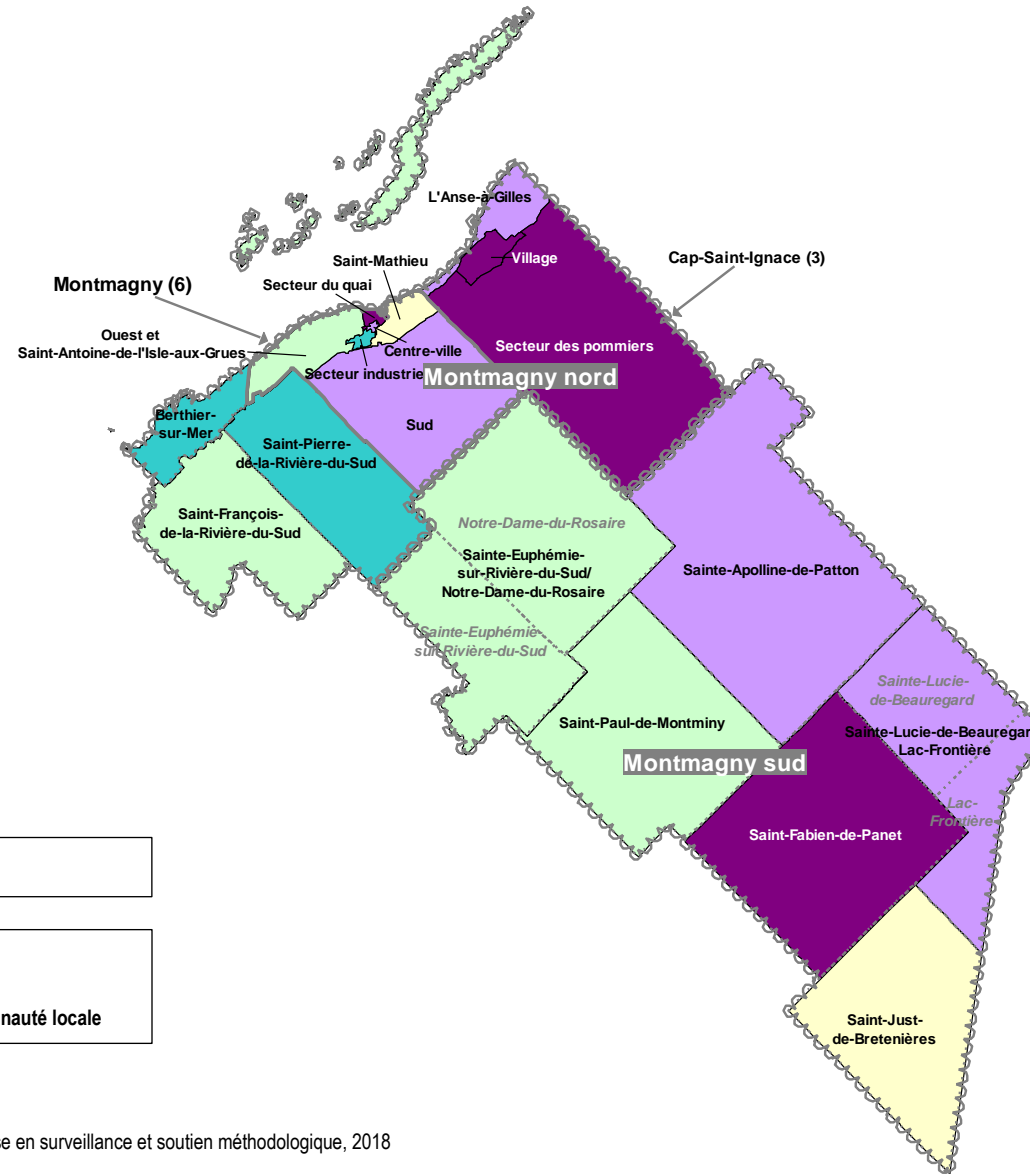 L'Anse-à-Gilles
Village
Cap-Saint-Ignace (3)
Saint-Mathieu
Montmagny (6)
Secteur du quai
Ouest et
Saint-Antoine-de-l'Isle-aux-Grues
Secteur des pommiers
Centre-ville
Secteur industrie
Montmagny nord
Berthier-
sur-Mer
Sud
Saint-Pierre-
de-la-Rivière-du-Sud
Saint-François-
de-la-Rivière-du-Sud
Notre-Dame-du-Rosaire
Sainte-Euphémie-
sur-Rivière-du-Sud/
Notre-Dame-du-Rosaire
Sainte-Apolline-de-Patton
Sainte-Euphémie
sur-Rivière-du-Sud
Sainte-Lucie-
de-Beauregard
Saint-Paul-de-Montminy
Sainte-Lucie-de-Beauregar
Lac-Frontière
Montmagny sud
Lac-
Frontière
Saint-Fabien-de-Panet
Saint-Just-
de-Bretenières
nauté locale
se en surveillance et soutien méthodologique, 2018